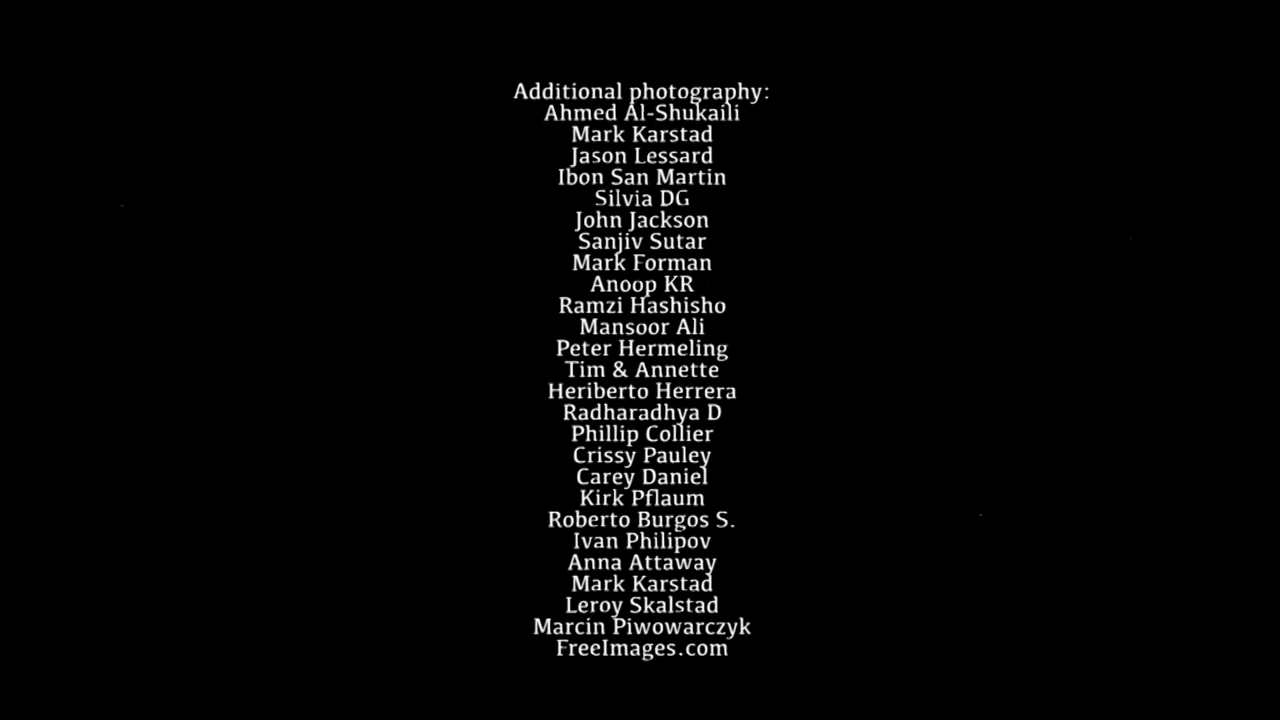 Additional photography:
Ahmed Al-Shukaili
Mark Karstad
Jason Lessard
Ibon San Martin
Silvia DG
John Jackson
Sanjiv Sutar
Mark Forman
Anoop KR
Ramzi Hashisho
Mansoor Ali
Peter Hermeling
Tim & Annette
Heriberto Herrera
Radharadhya D
Phillip Collier
Crissy Pauley
Carey Daniel
Kirk Pflaum
Roberto Burgos S.
Ivan Philipov
Anna Attaway
Mark Karstad
Leroy Skalstad
Marcin Piwowarczyk
FreeImages.com